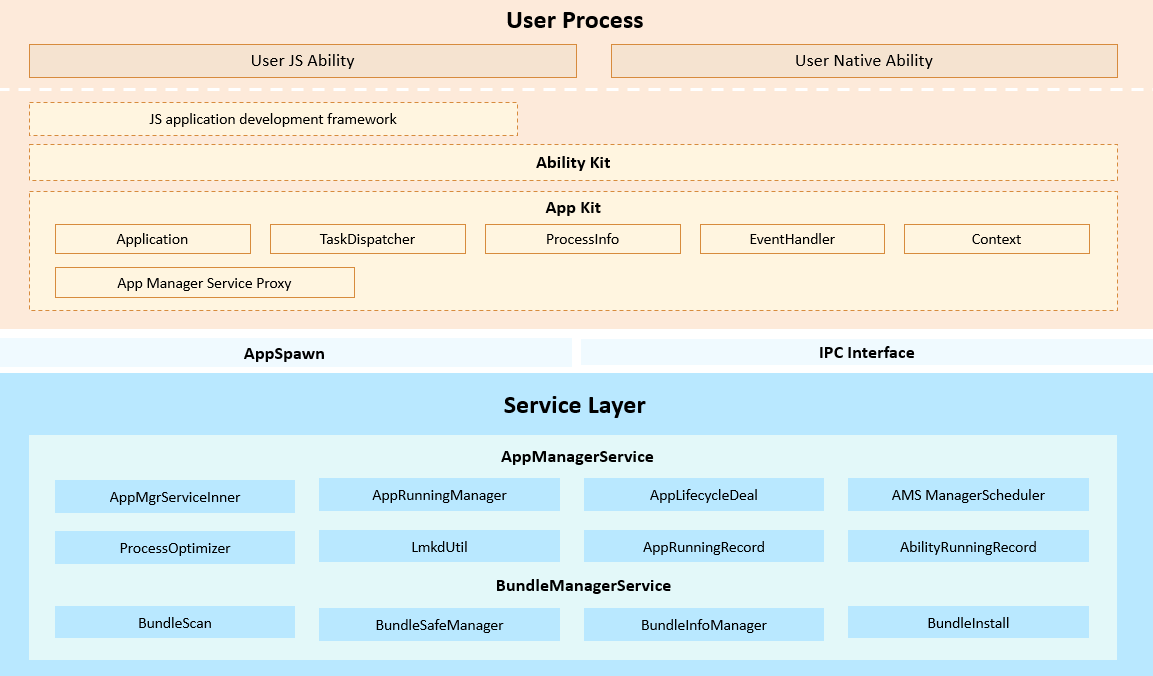 User Process
User JS Ability
User Native Ability
JS application development framework
Ability Kit
App Kit
Application
TaskDispatcher
ProcessInfo
EventHandler
Context
App Manager Service Proxy
AppSpawn
IPC Interface
Service Layer
AppManagerService
AppMgrServiceInner
AppRunningManager
AppLifecycleDeal
AMS ManagerScheduler
ProcessOptimizer
LmkdUtil
AppRunningRecord
AbilityRunningRecord
BundleManagerService
BundleScan
BundleSafeManager
BundleInfoManager
BundleInstall